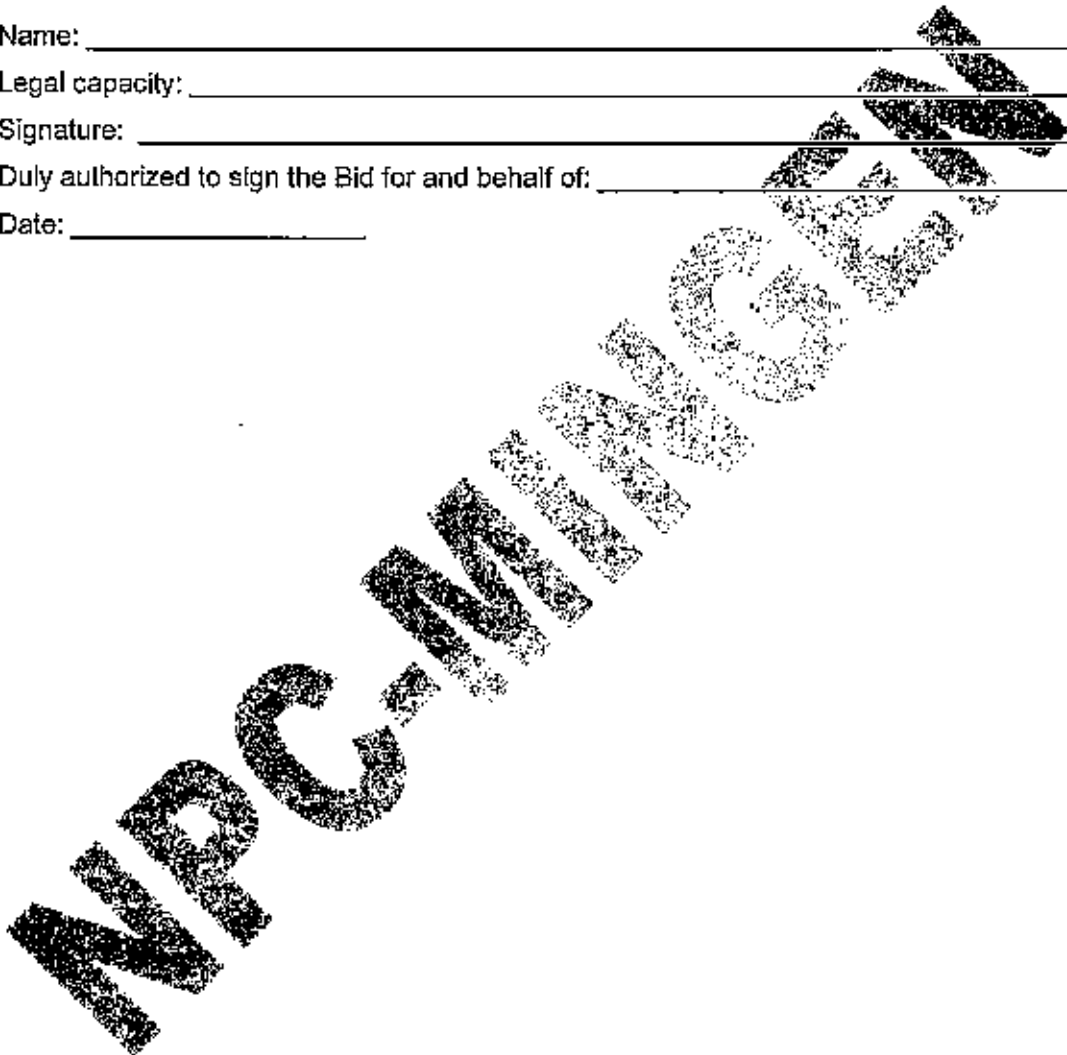 Name:
Legal capacity:
Signature:
Duly authorized to sign the Bid for and behalf of:
Date:
NPC-MINGEN